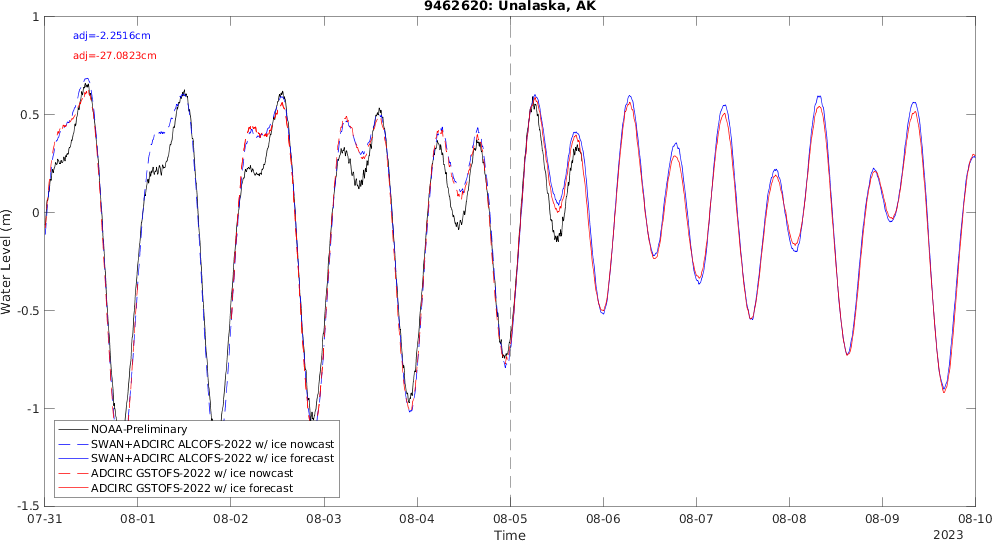 9462620: Unalaska, AK
adj=-2.2516cm
adj=-27.0823cm
Water Level (m)
1
0.5
0
-0.5
-1
-1.5
NOAA-Preliminary
SWAN+ADCIRC ALCOFS-2022 w/ ice nowcast
SWAN+ADCIRC ALCOFS-2022 w/ ice forecast
ADCIRC GSTOFS-2022 w/ ice nowcast
ADCIRC GSTOFS-2022 w/ ice forecast
07-31 08-01 08-02 08-03 08-04 08-05 08-06 08-07 08-08 08-09 08-10
Time
2023